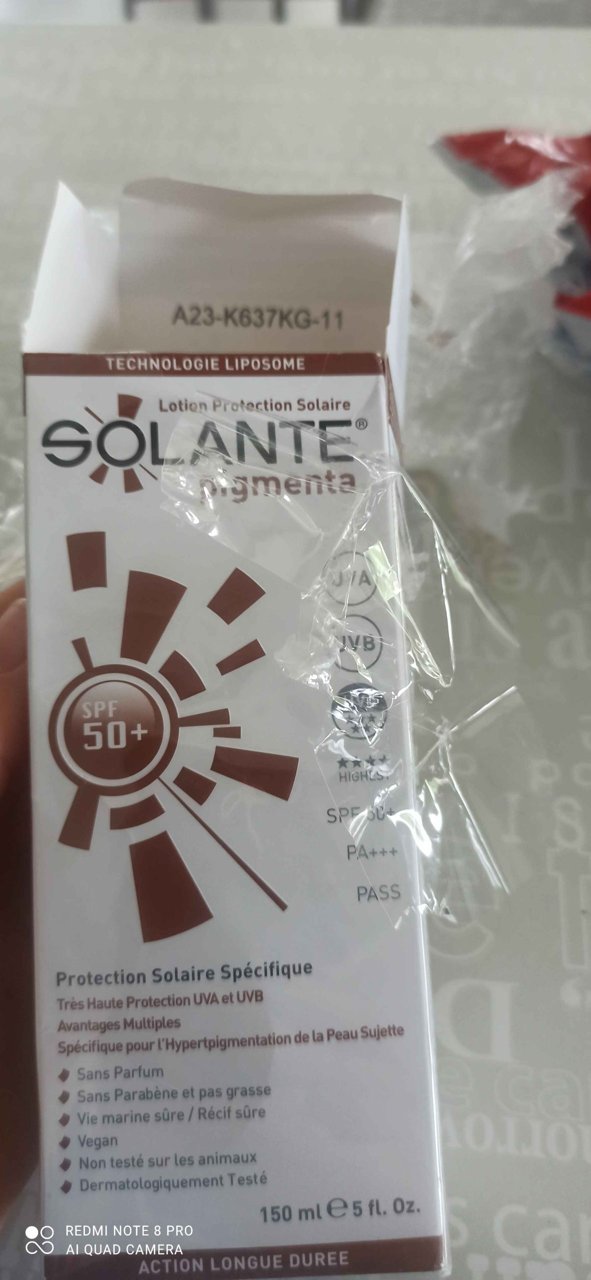 A23-K637KG-11
TECHNOLOGIE LIPOSOME
Lotion Protection Solaire
SOLANTE®
pigmenta
UVA
UVB
SPF
50+
HIGHEST
SPF 50+
PA+++
PASS
Protection Solaire Spécifique
Très Haute Protection UVA et UVB
Avantages Multiples
Spécifique pour l'Hypertpigmentation de la Peau Sujette
Sans Parfum
Sans Parabène et pas grasse
Vie marine sûre / Récif sûre
Vegan
Non testé sur les animaux
Dermatologiquement Testé
150 ml ℮ 5 fl. Oz.
ACTION LONGUE DUREE
REDMI NOTE 8 PRO
AI QUAD CAMERA